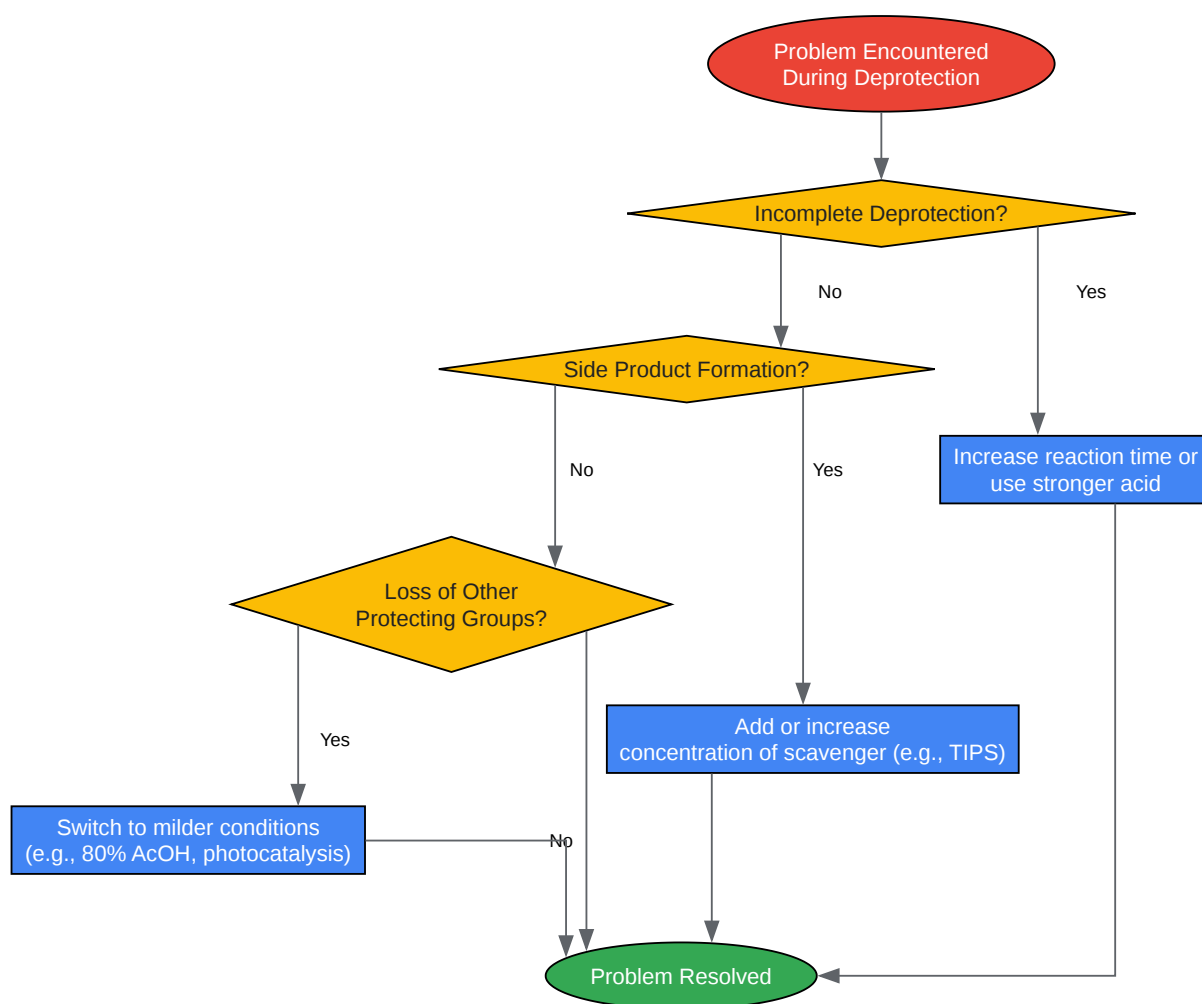 Problem Encountered
During Deprotection
Incomplete Deprotection?
No
Yes
Side Product Formation?
No
Yes
Increase reaction time or
use stronger acid
Loss of Other
Protecting Groups?
Yes
Add or increase
concentration of scavenger (e.g., TIPS)
Switch to milder conditions
(e.g., 80% AcOH, photocatalysis)
No
Problem Resolved